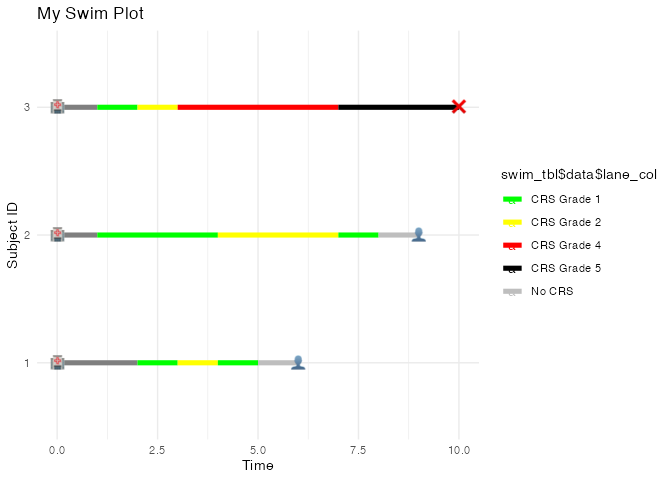 My Swim Plot
Subject ID
3
2
1
0.0 2.5 5.0 7.5 10.0
Time
swim_tbl$data$lane_col
CRS Grade 1
CRS Grade 2
CRS Grade 4
CRS Grade 5
No CRS